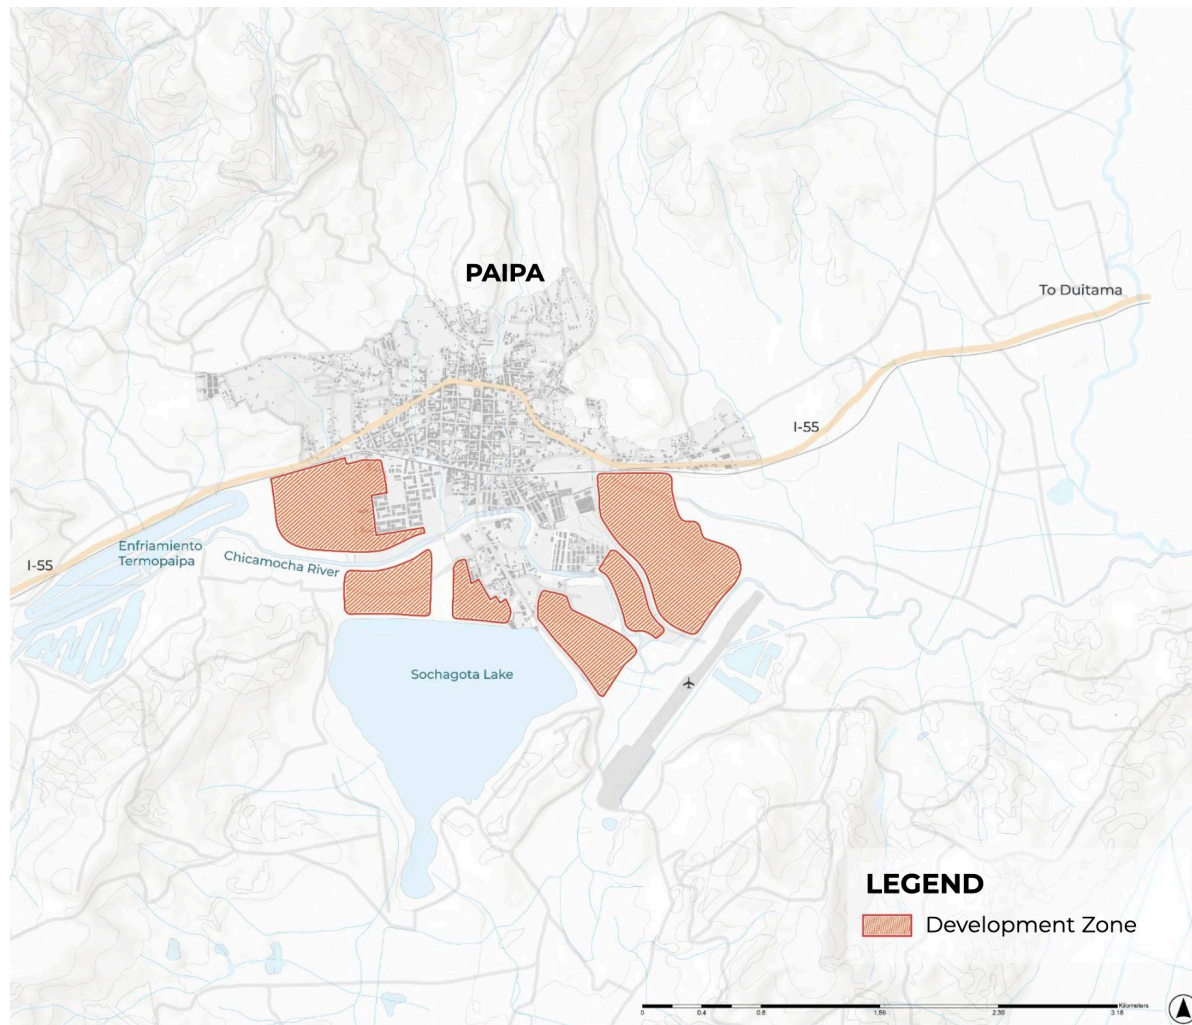 PAIPA
To Duitama
I-55
Enfriamiento
Termopaipa
Chicamocha River
I-55
Sochagota Lake
LEGEND
Development Zone
Kilometers
0 0.4 0.8 1.59 2.39 3.18